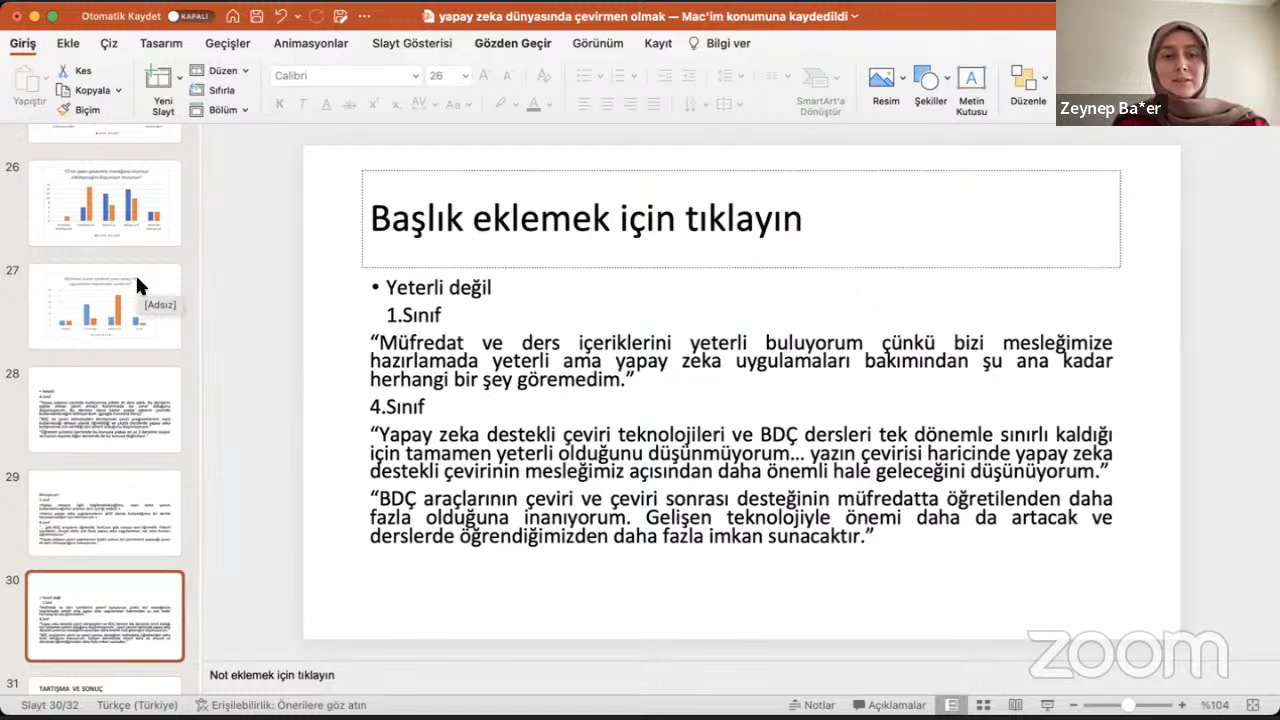 Otomatik Kaydet KAPALI
yapay zeka dünyasında çevirmen olmak — Mac'im konumuna kaydedildi
Giriş Ekle Çiz Tasarım Geçişler Animasyonlar Slayt Gösterisi Gözden Geçir Görünüm Kayıt Bilgi ver
Yapıştır
Kes
Kopyala
Biçim
Yeni
Slayt
Düzen
Sıfırla
Bölüm
Calibri 26
SmartArt'a
Dönüştür
Resim
Şekiller
Metin
Kutusu
Düzenle
Zeynep Ba*er
26
27
[Adsız]
28
29
30
31
TARTIŞMA VE SONUÇ
Başlık eklemek için tıklayın
• Yeterli değil
1.Sınıf
“Müfredat ve ders içeriklerini yeterli buluyorum çünkü bizi mesleğimize
hazırlamada yeterli ama yapay zeka uygulamaları bakımından şu ana kadar
herhangi bir şey göremedim.”
4.Sınıf
“Yapay zeka destekli çeviri teknolojileri ve BDÇ dersleri tek dönemle sınırlı kaldığı
için tamamen yeterli olduğunu düşünmüyorum... yazın çevirisi haricinde yapay zeka
destekli çevirinin mesleğimiz açısından daha önemli hale geleceğini düşünüyorum.”
“BDÇ araçlarının çeviri ve çeviri sonrası desteğinin müfredatta öğretilenden daha
fazla olduğuna inanıyorum. Gelişen teknolojiyle önemi daha da artacak ve
derslerde öğrendiğimizden daha fazla imkan sunacaktır.”
zoom
Not eklemek için tıklayın
Slayt 30/32 Türkçe (Türkiye) Erişilebilirlik: Önerilere göz atın Notlar Açıklamalar %104